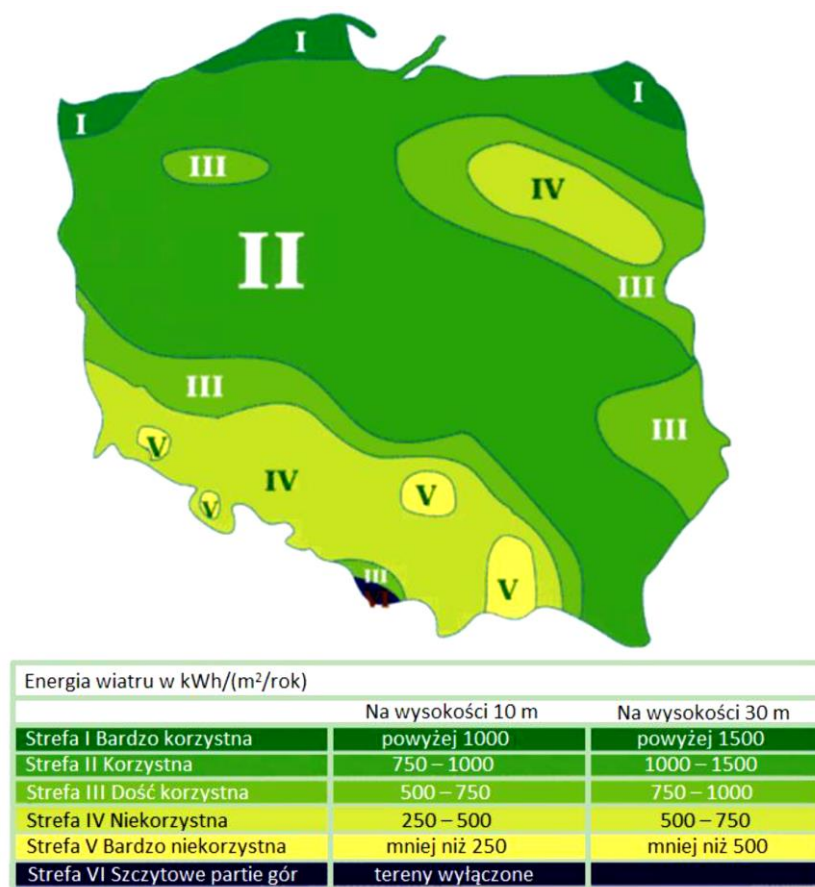 I
I
I
III
IV
II
III
III
III
V
IV
V
V
III
VI
V
Energia wiatru w kWh/(m²/rok)
Na wysokości 10 m Na wysokości 30 m
Strefa I Bardzo korzystna powyżej 1000 powyżej 1500
Strefa II Korzystna 750 – 1000 1000 – 1500
Strefa III Dość korzystna 500 – 750 750 – 1000
Strefa IV Niekorzystna 250 – 500 500 – 750
Strefa V Bardzo niekorzystna mniej niż 250 mniej niż 500
Strefa VI Szczytowe partie gór tereny wyłączone